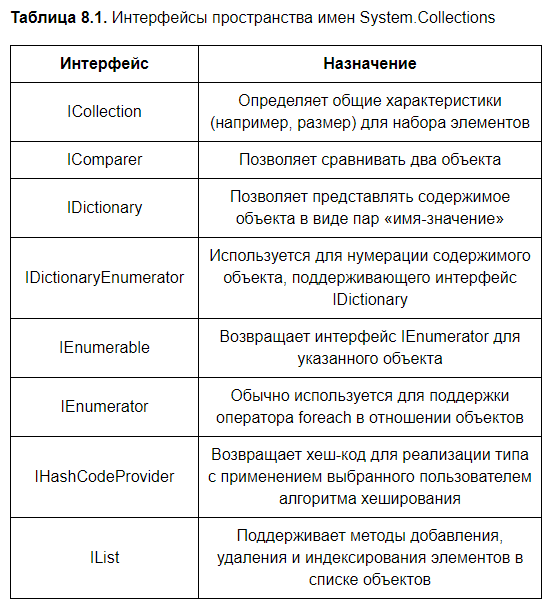 Таблица 8.1. Интерфейсы пространства имен System.Collections
Интерфейс
Назначение
ICollection
Определяет общие характеристики
(например, размер) для набора элементов
IComparer
Позволяет сравнивать два объекта
IDictionary
Позволяет представлять содержимое
объекта в виде пар «имя-значение»
IDictionaryEnumerator
Используется для нумерации содержимого
объекта, поддерживающего интерфейс
IDictionary
IEnumerable
Возвращает интерфейс IEnumerator для
указанного объекта
IEnumerator
Обычно используется для поддержки
оператора foreach в отношении объектов
IHashCodeProvider
Возвращает хеш-код для реализации типа
с применением выбранного пользователем
алгоритма хеширования
IList
Поддерживает методы добавления,
удаления и индексирования элементов в
списке объектов